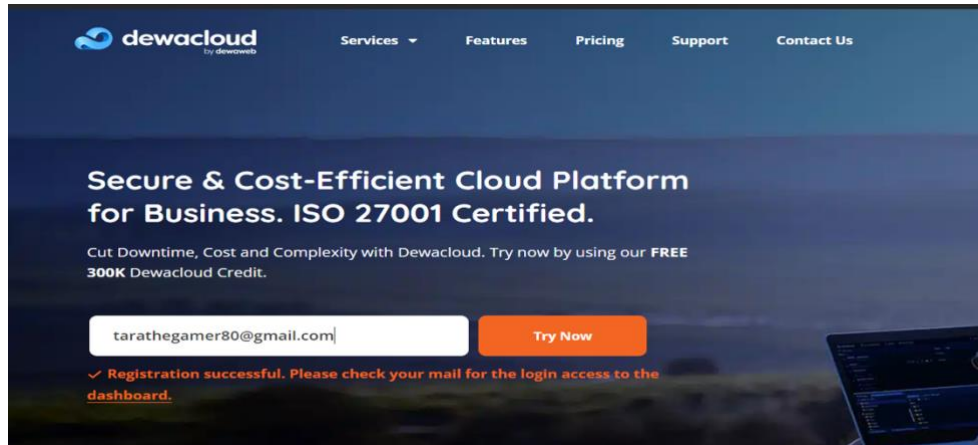 dewacloud
by dewaweb
Services Features Pricing Support Contact Us
Secure & Cost-Efficient Cloud Platform
for Business. ISO 27001 Certified.
Cut Downtime, Cost and Complexity with Dewacloud. Try now by using our FREE
300K Dewacloud Credit.
tarathegamer80@gmail.com Try Now
✓ Registration successful. Please check your mail for the login access to the
dashboard.